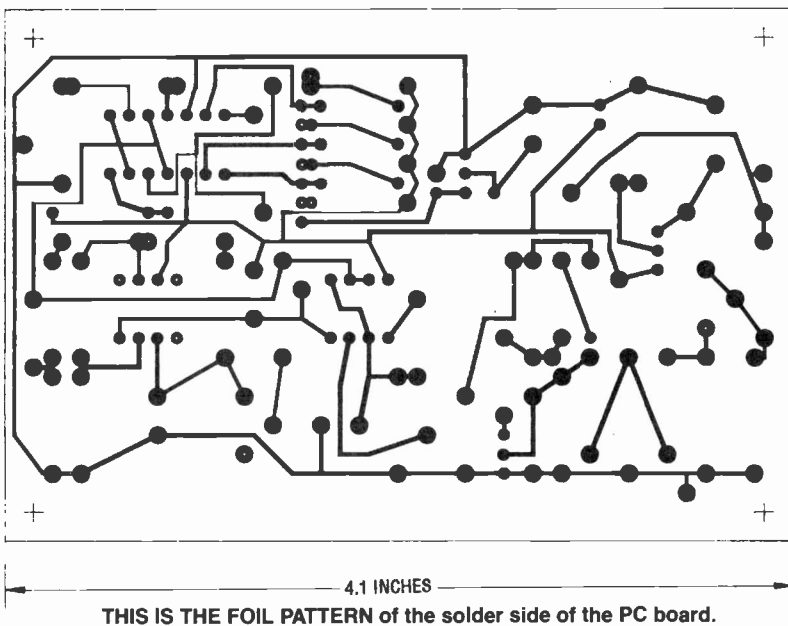 4.1 INCHES
THIS IS THE FOIL PATTERN of the solder side of the PC board.